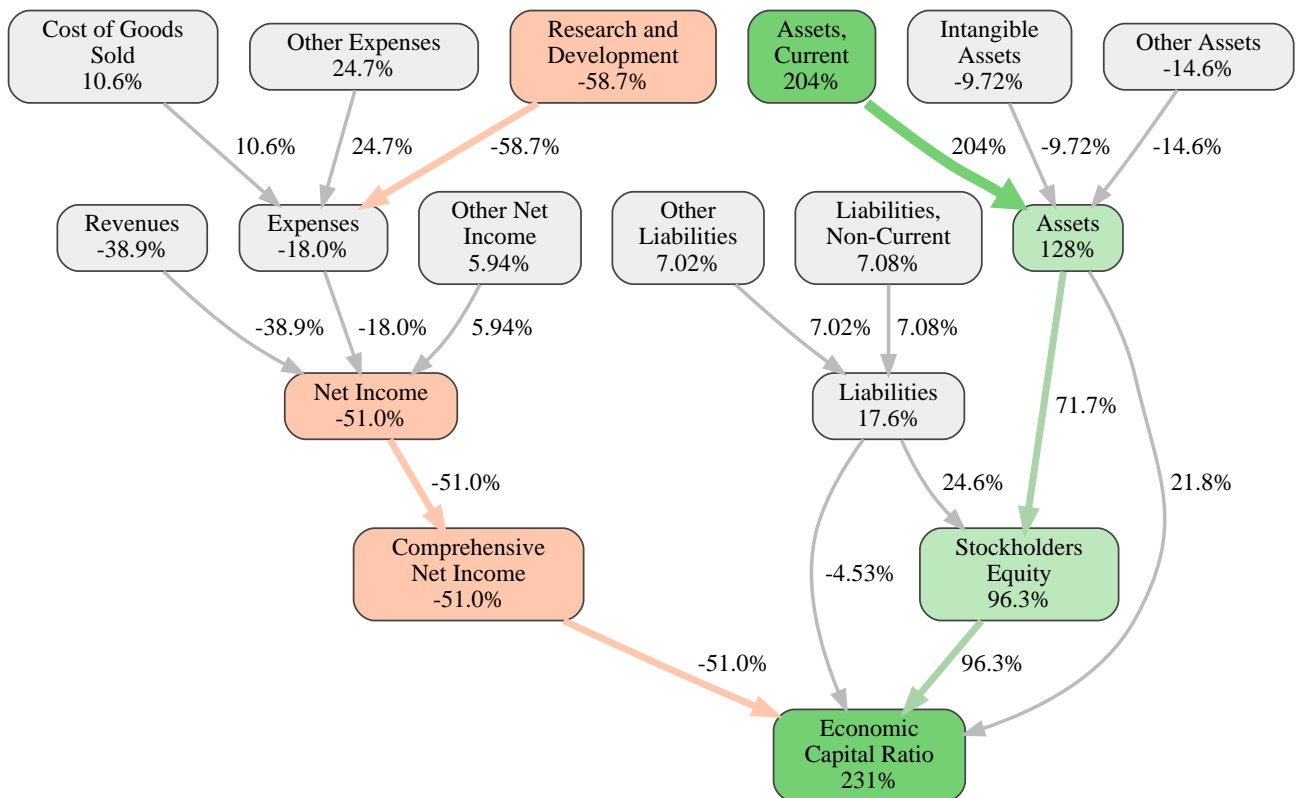 Cost of Goods
Sold
10.6%
Other Expenses
24.7%
Research and
Development
-58.7%
Assets,
Current
204%
Intangible
Assets
-9.72%
Other Assets
-14.6%
10.6%
24.7%
-58.7%
204%
-9.72%
-14.6%
Revenues
-38.9%
Expenses
-18.0%
Other Net
Income
5.94%
Other
Liabilities
7.02%
Liabilities,
Non-Current
7.08%
Assets
128%
-38.9%
-18.0%
5.94%
7.02%
7.08%
Net Income
-51.0%
Liabilities
17.6%
71.7%
-51.0%
24.6%
21.8%
Comprehensive
Net Income
-51.0%
-4.53%
Stockholders
Equity
96.3%
-51.0%
96.3%
Economic
Capital Ratio
231%